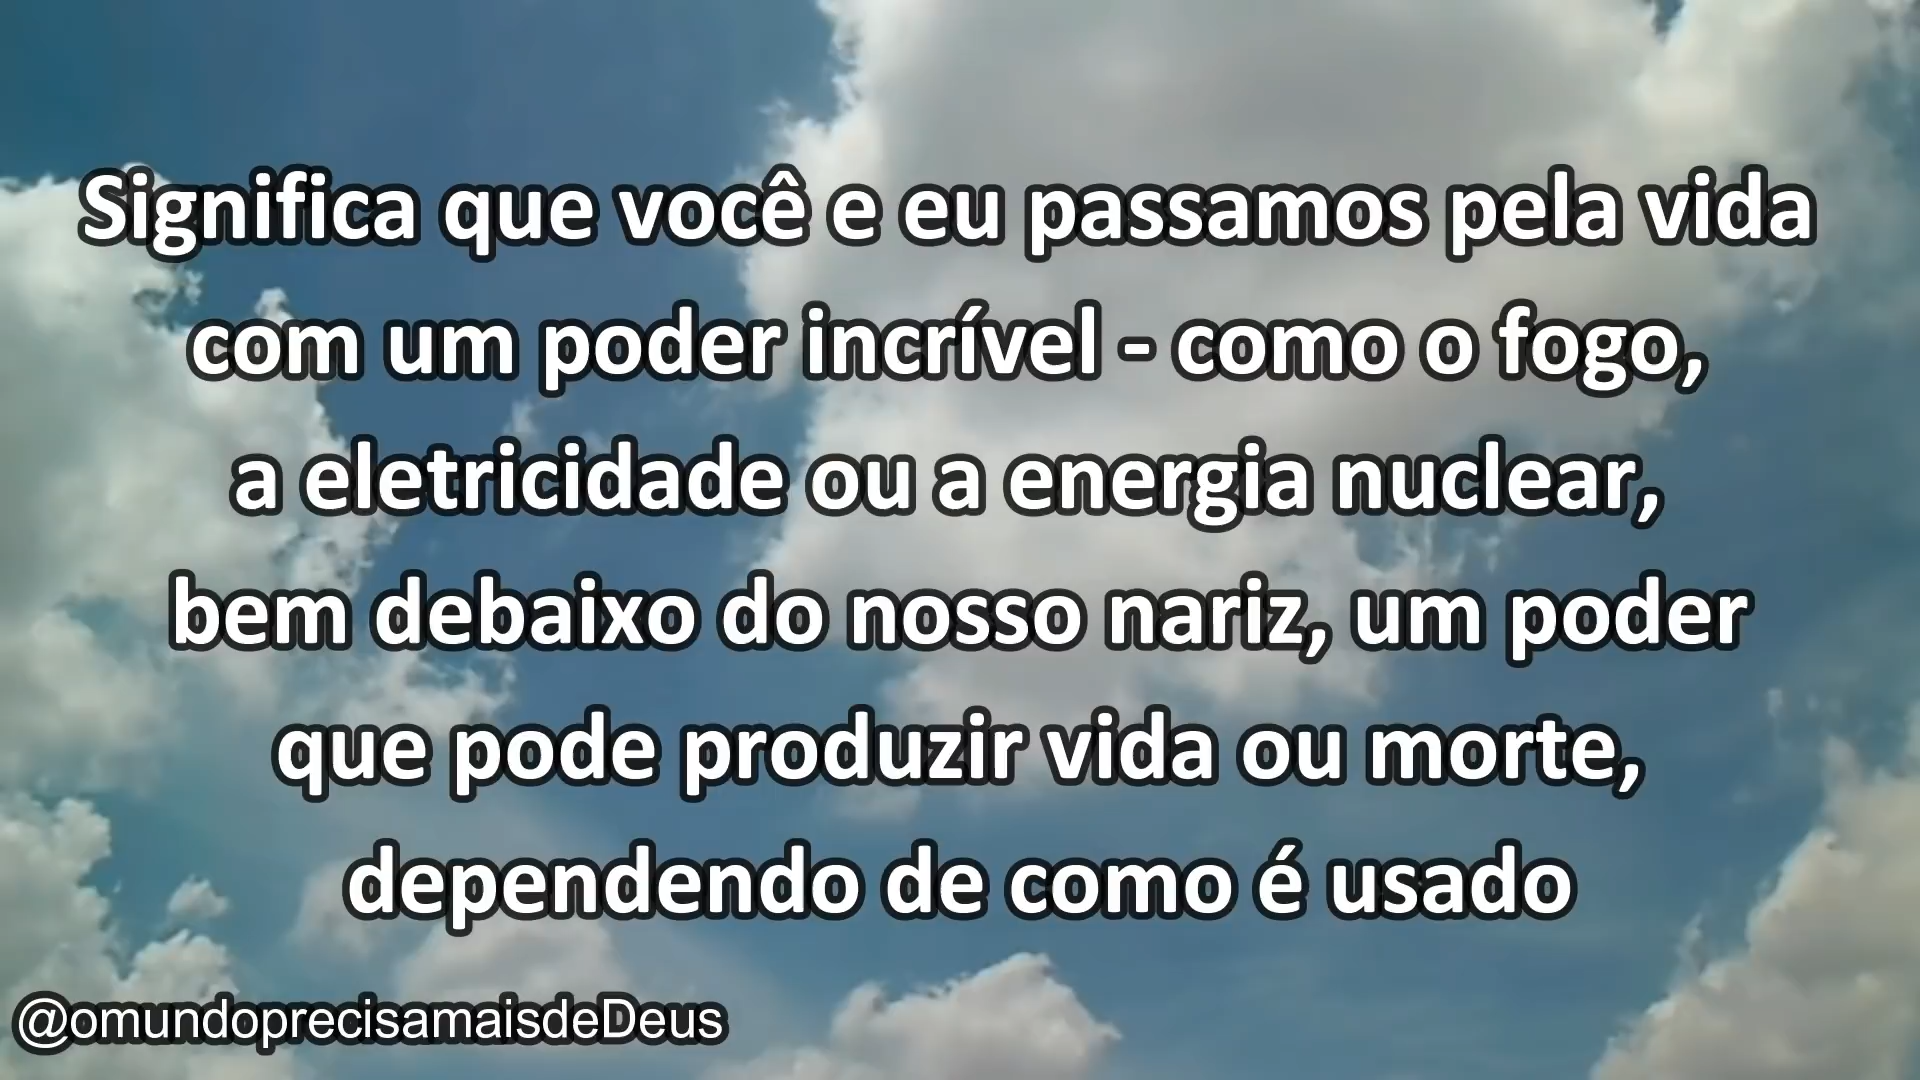 Significa que você e eu passamos pela vida
com um poder incrível - como o fogo,
a eletricidade ou a energia nuclear,
bem debaixo do nosso nariz, um poder
que pode produzir vida ou morte,
dependendo de como é usado
@omundoprecisamaisdeDeus